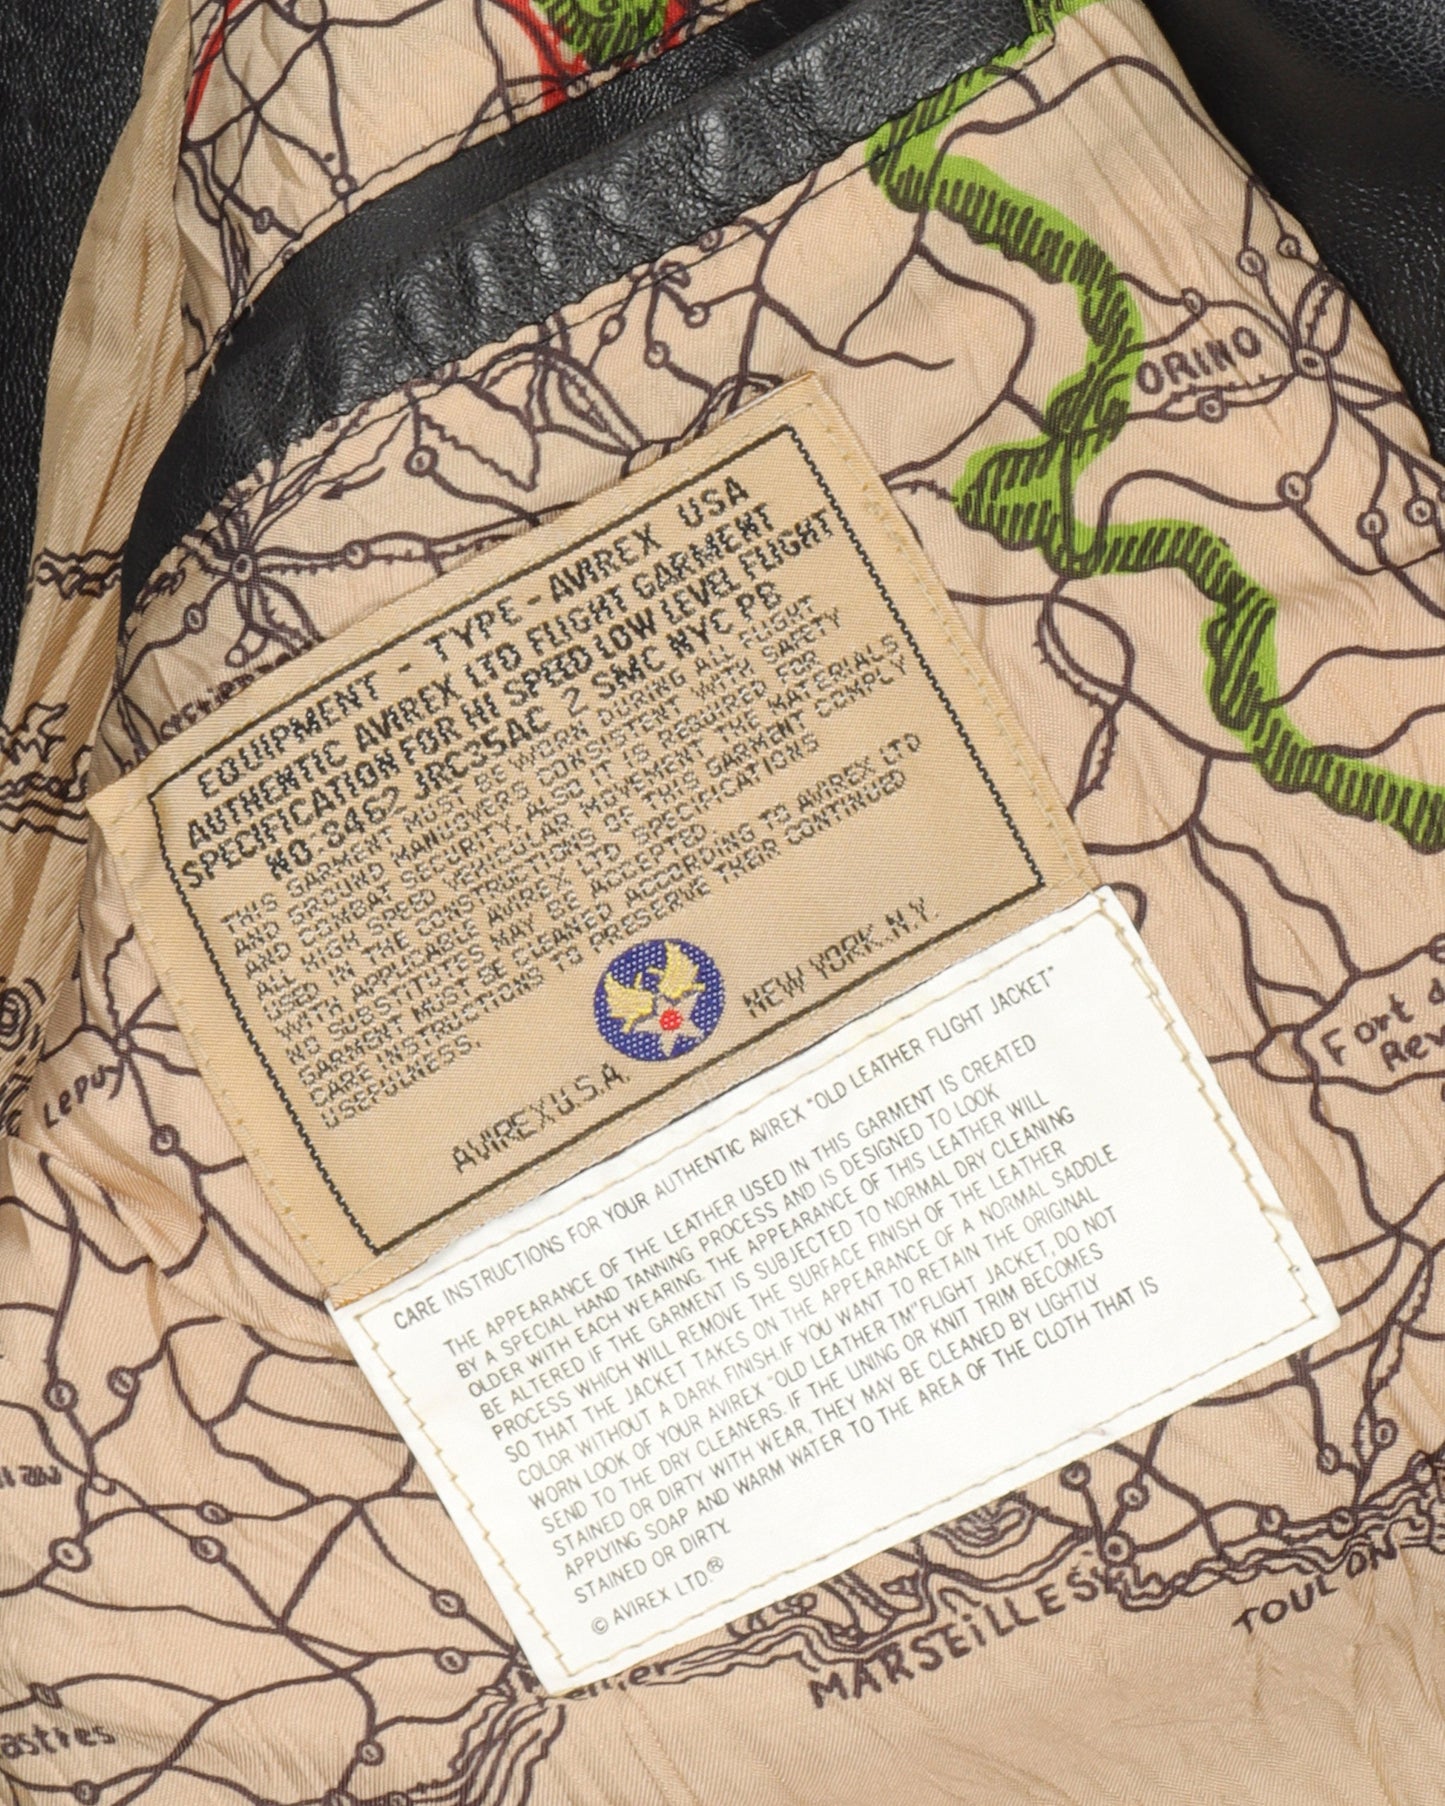 ORINO
EQUIPMENT - TYPE - AVIREX USA
AUTHENTIC AVIREX LTD FLIGHT GARMENT
SPECIFICATION FOR HI SPEED LOW LEVEL FLIGHT
NO. 8462 JRC35AC 2 SMC NYC PB
THIS GARMENT MUST BE WORN DURING ALL FLIGHT
AND GROUND MANUVERS CONSISTENT WITH SAFETY
AND COMBAT SECURITY. ALSO IT IS REQUIRED FOR
ALL HIGH SPEED VEHICULAR MOVEMENT THE MATERIALS
USED IN THE CONSTRUCTIONS OF THIS GARMENT COMPLY
WITH APPLICABLE AVIREX LTD SPECIFICATIONS
NO SUBSTITUTES MAY BE ACCEPTED.
GARMENT MUST BE CLEANED ACCORDING TO AVIREX LTD
CARE INSTRUCTIONS TO PRESERVE THEIR CONTINUED
USEFULNESS.
AVIREX U.S.A. NEW YORK. N.Y.
Fort d
Rev
Lepuy
CARE INSTRUCTIONS FOR YOUR AUTHENTIC AVIREX "OLD LEATHER FLIGHT JACKET"
THE APPEARANCE OF THE LEATHER USED IN THIS GARMENT IS CREATED
BY A SPECIAL HAND TANNING PROCESS AND IS DESIGNED TO LOOK
OLDER WITH EACH WEARING. THE APPEARANCE OF THIS LEATHER WILL
BE ALTERED IF THE GARMENT IS SUBJECTED TO NORMAL DRY CLEANING
PROCESS WHICH WILL REMOVE THE SURFACE FINISH OF THE LEATHER
SO THAT THE JACKET TAKES ON THE APPEARANCE OF A NORMAL SADDLE
COLOR WITHOUT A DARK FINISH. IF YOU WANT TO RETAIN THE ORIGINAL
WORN LOOK OF YOUR AVIREX "OLD LEATHER TM" FLIGHT JACKET, DO NOT
SEND TO THE DRY CLEANERS. IF THE LINING OR KNIT TRIM BECOMES
STAINED OR DIRTY WITH WEAR, THEY MAY BE CLEANED BY LIGHTLY
APPLYING SOAP AND WARM WATER TO THE AREA OF THE CLOTH THAT IS
STAINED OR DIRTY.
© AVIREX LTD.®
MARSEiLLES
TOULON
astres